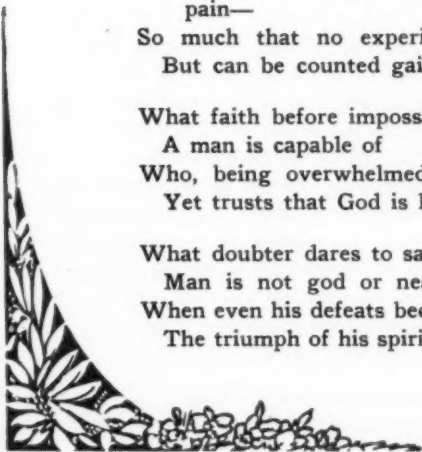 pain—
So much that no experi
But can be counted gai
What faith before imposs
A man is capable of
Who, being overwhelmed
Yet trusts that God is l
What doubter dares to sa
Man is not god or nea
When even his defeats bec
The triumph of his spiri